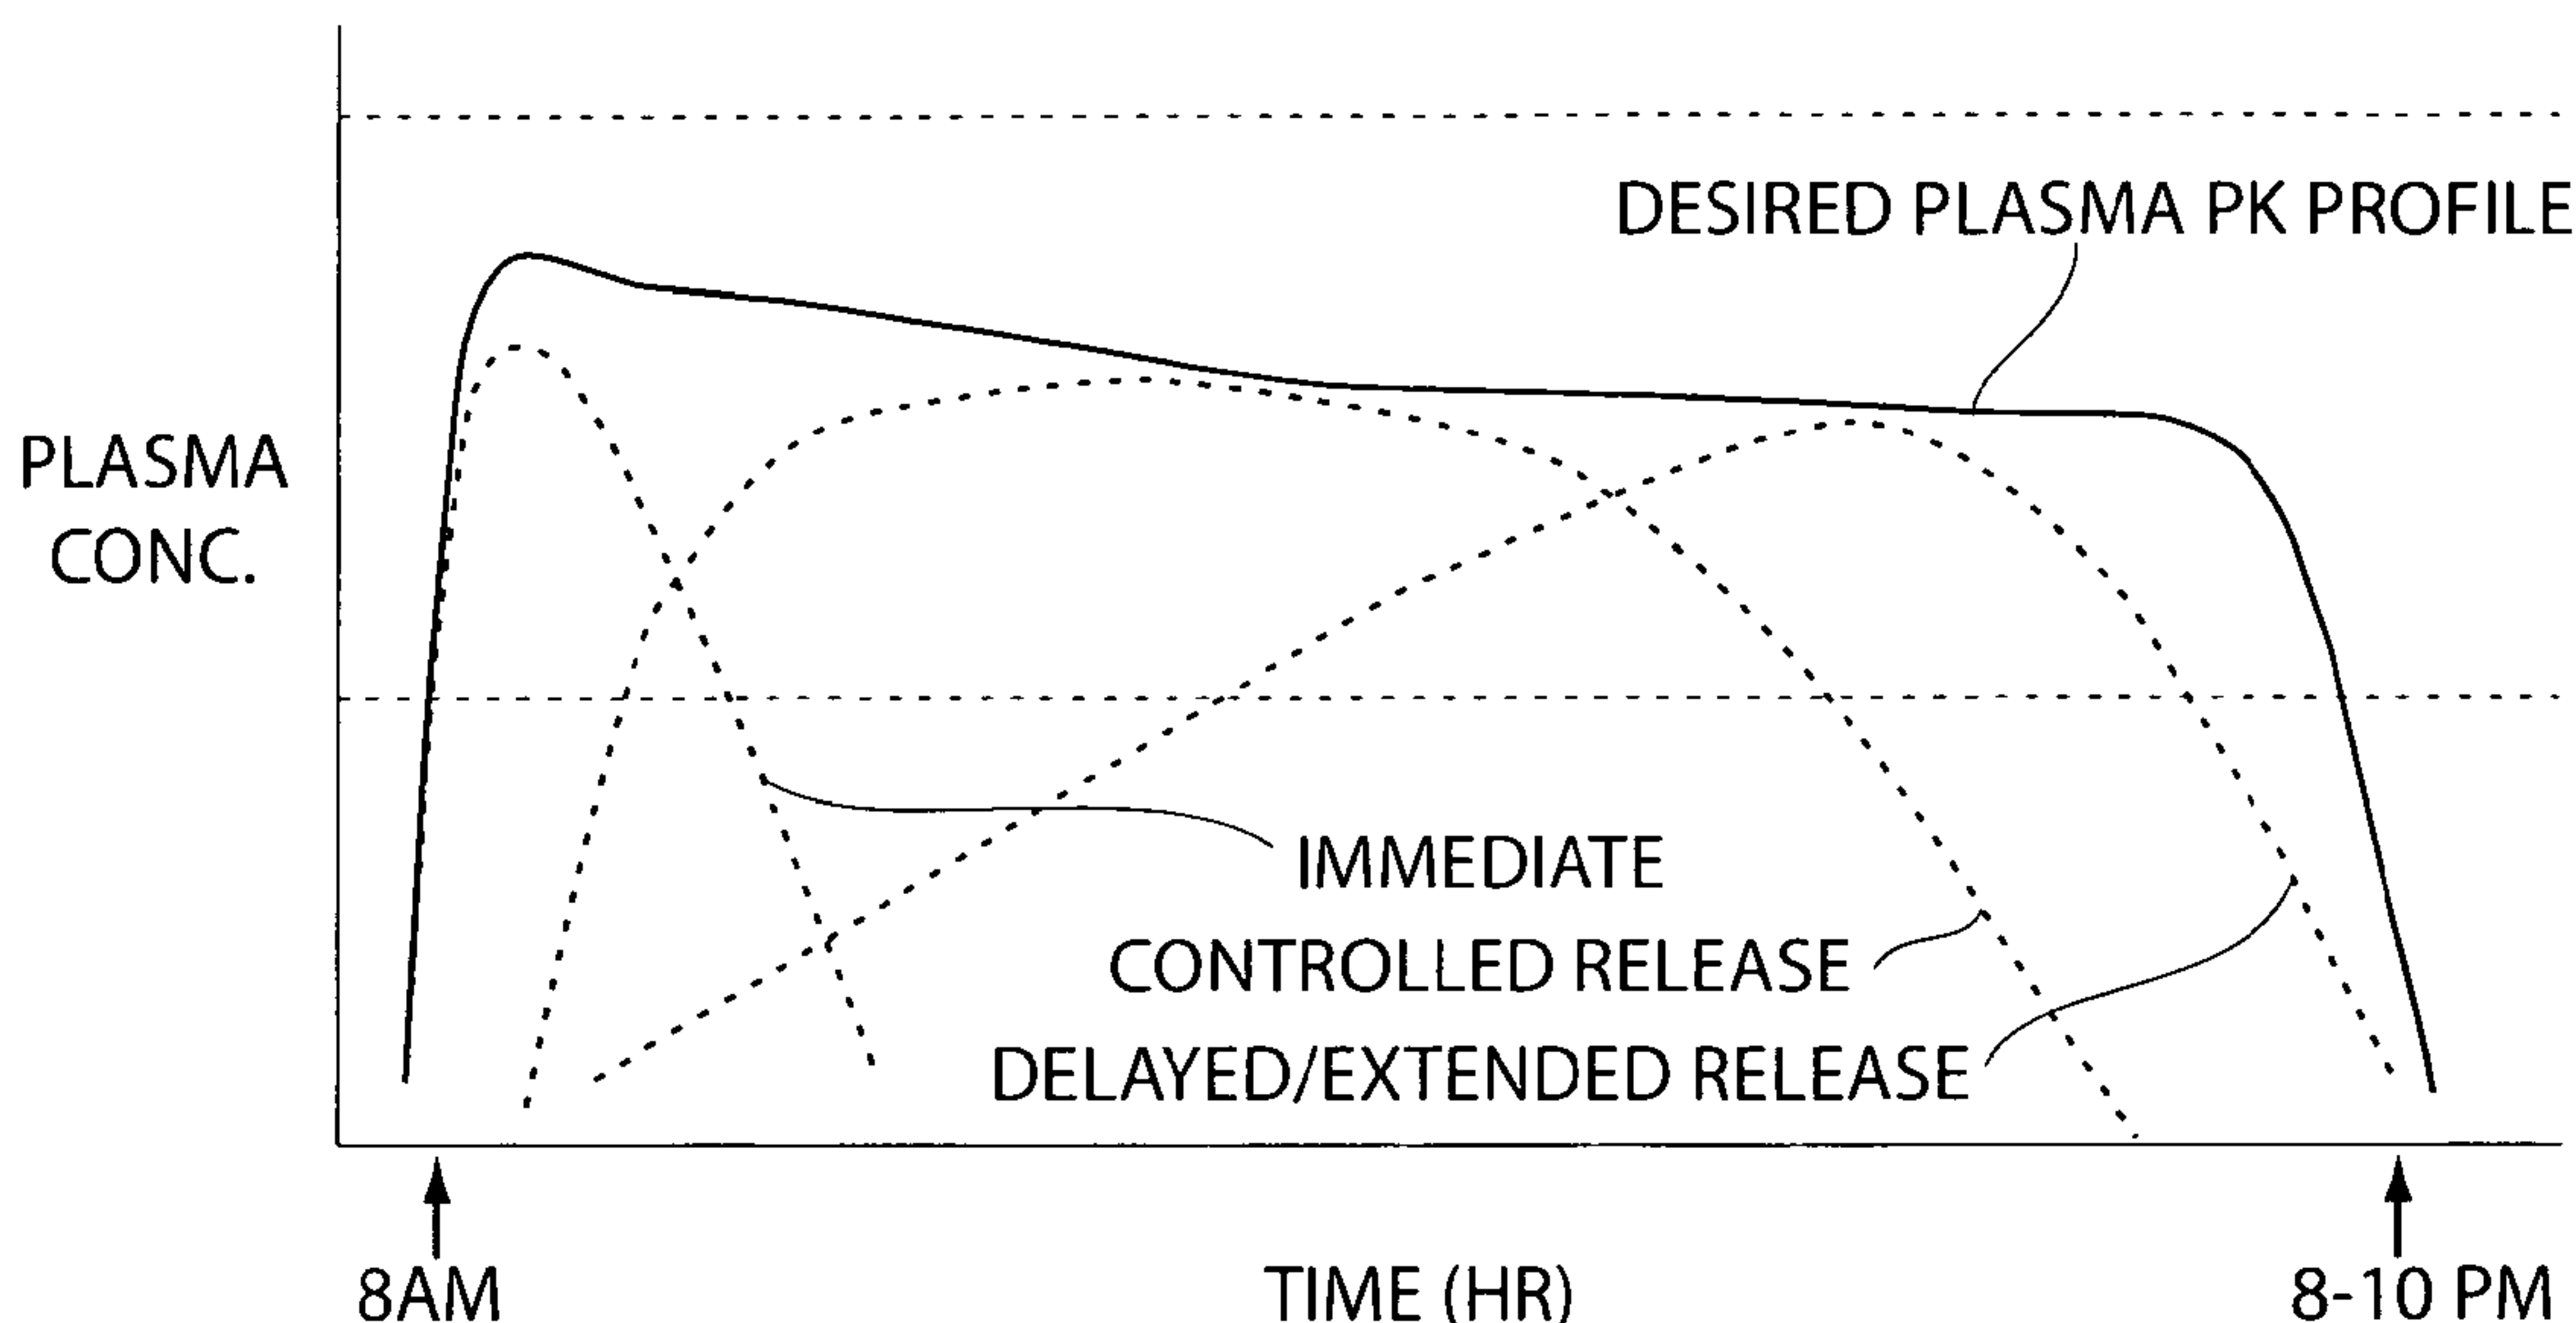 DESIRED PLASMA PK PROFILE
PLASMA
CONC.
IMMEDIATE
CONTROLLED RELEASE
DELAYED/EXTENDED RELEASE
8AM
TIME (HR)
8-10 PM